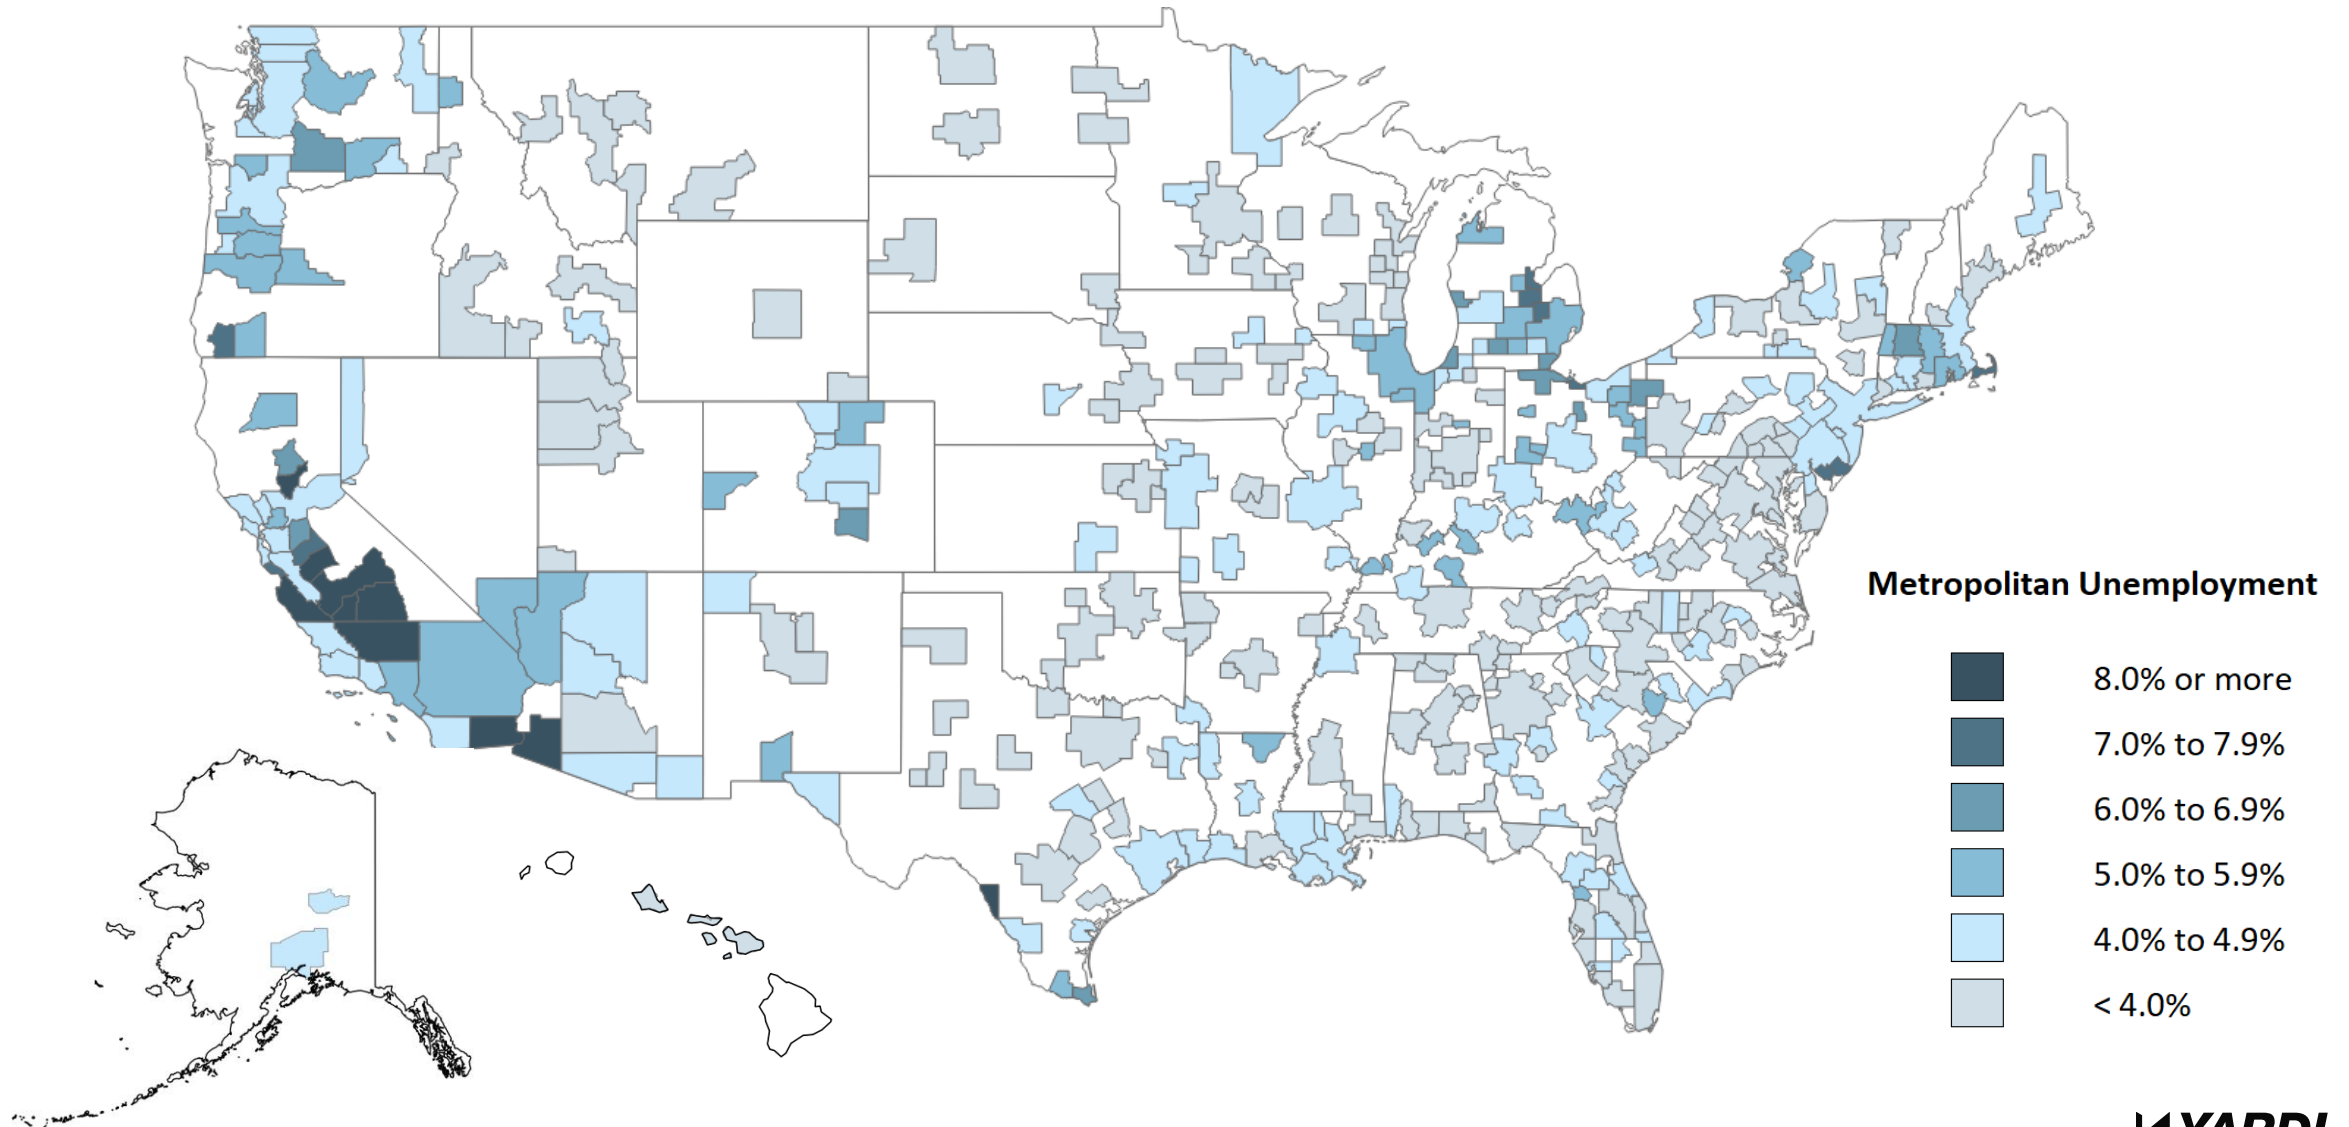 Metropolitan Unemployment
8.0% or more
7.0% to 7.9%
6.0% to 6.9%
5.0% to 5.9%
4.0% to 4.9%
< 4.0%
YARDI